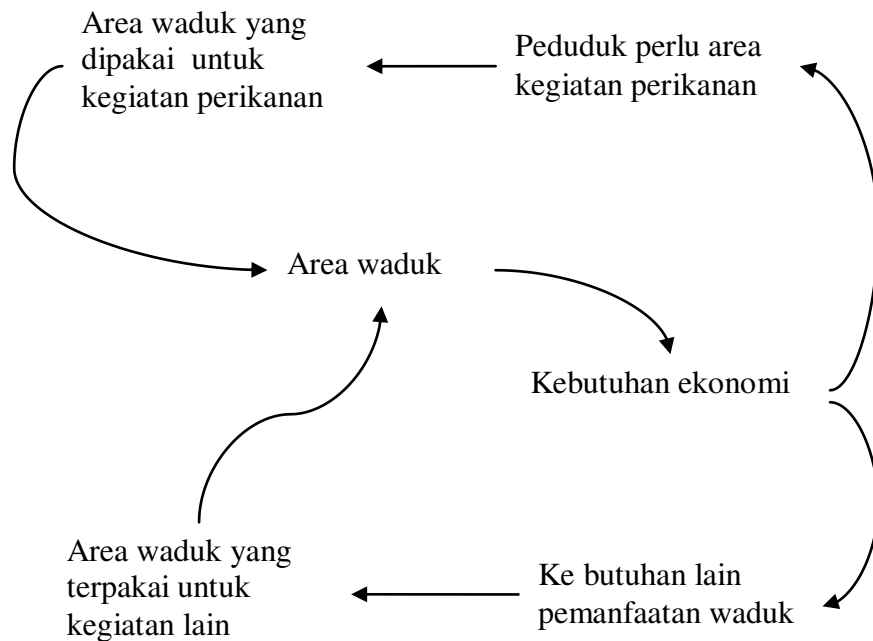 Area waduk yang
dipakai untuk
kegiatan perikanan
Peduduk perlu area
kegiatan perikanan
Area waduk
Kebutuhan ekonomi
Area waduk yang
terpakai untuk
kegiatan lain
Ke butuhan lain
pemanfaatan waduk